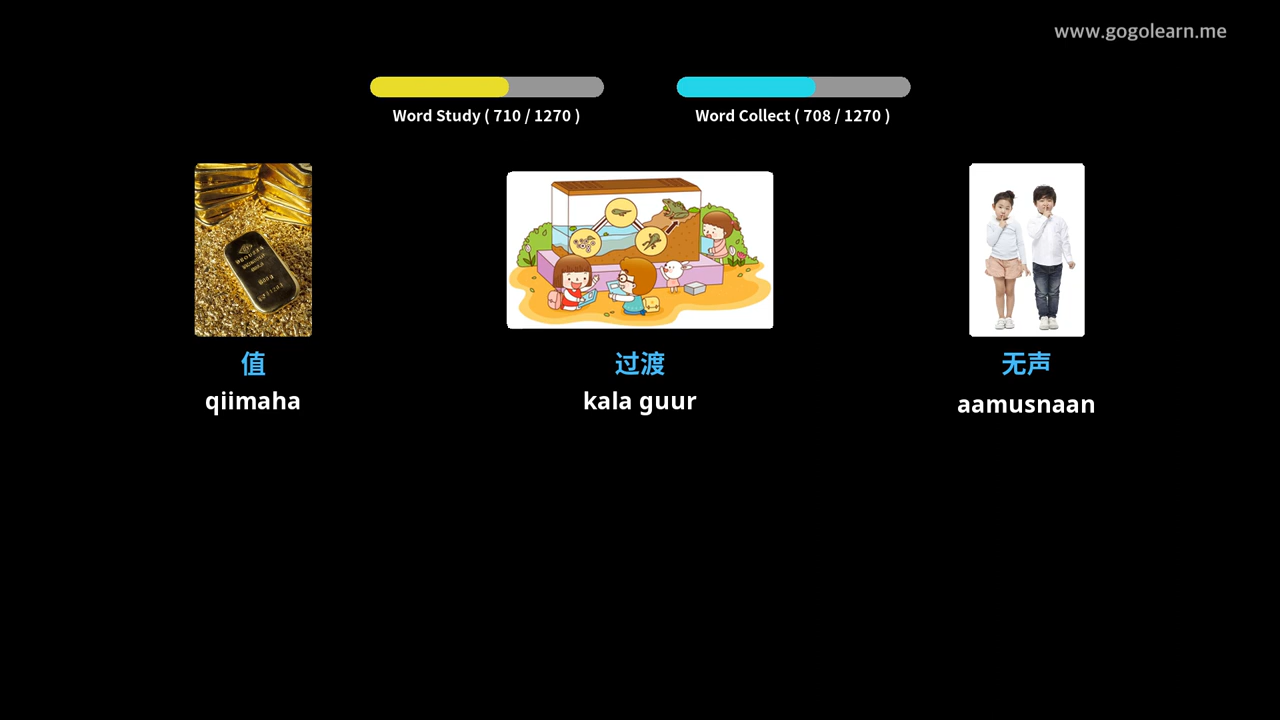 www.gogolearn.me
Word Study ( 710 / 1270 )
Word Collect ( 708 / 1270 )
值
过渡
无声
qiimaha
kala guur
aamusnaan